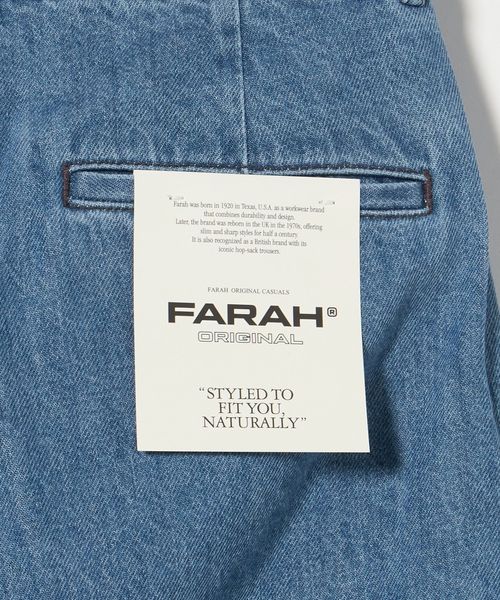 Farah was born in 1920 in Texas, U.S.A. as a workwear brand
that combines durability and design.
Later, the brand was reborn in the UK in the 1970s, offering
slim and sharp styles for half a century.
It is also recognized as a British brand with its
iconic hop-sack trousers.
FARAH ORIGINAL CASUALS
FARAH®
ORIGINAL
“STYLED TO
FIT YOU,
NATURALLY”